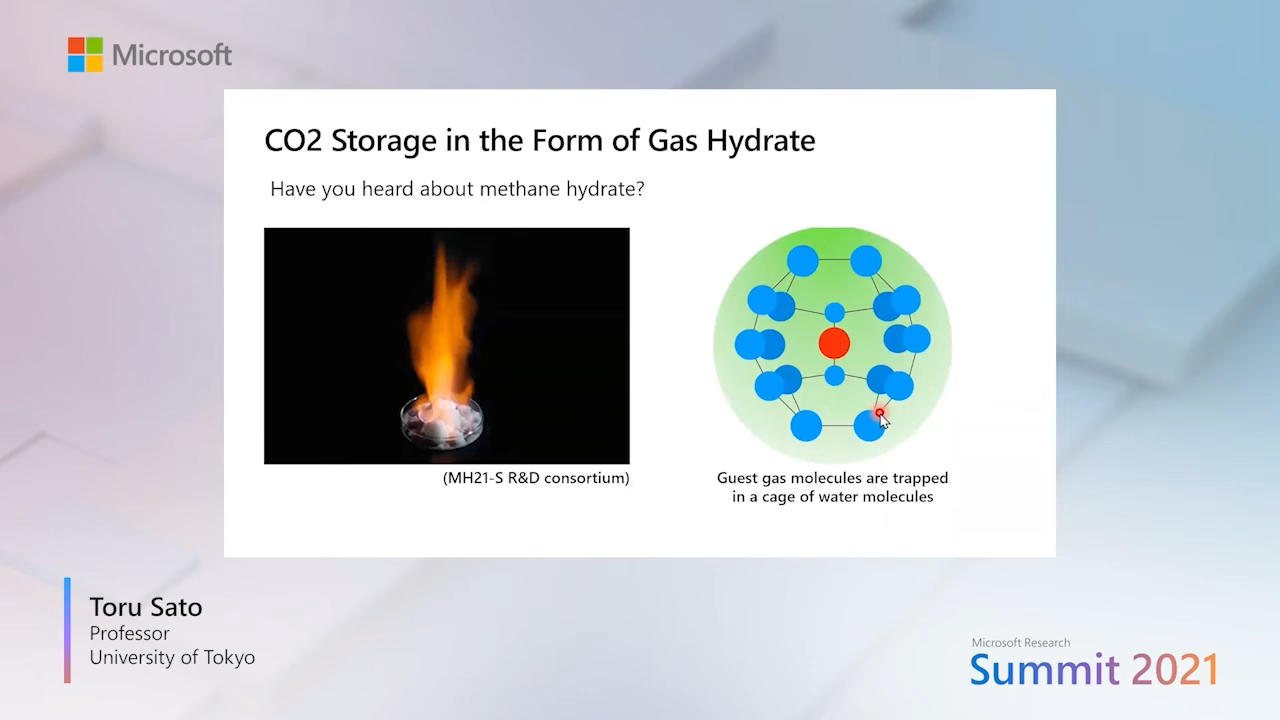 Microsoft
CO2 Storage in the Form of Gas Hydrate
Have you heard about methane hydrate?
(MH21-S R&D consortium)
Guest gas molecules are trapped
in a cage of water molecules
Toru Sato
Professor
University of Tokyo
Microsoft Research
Summit 2021